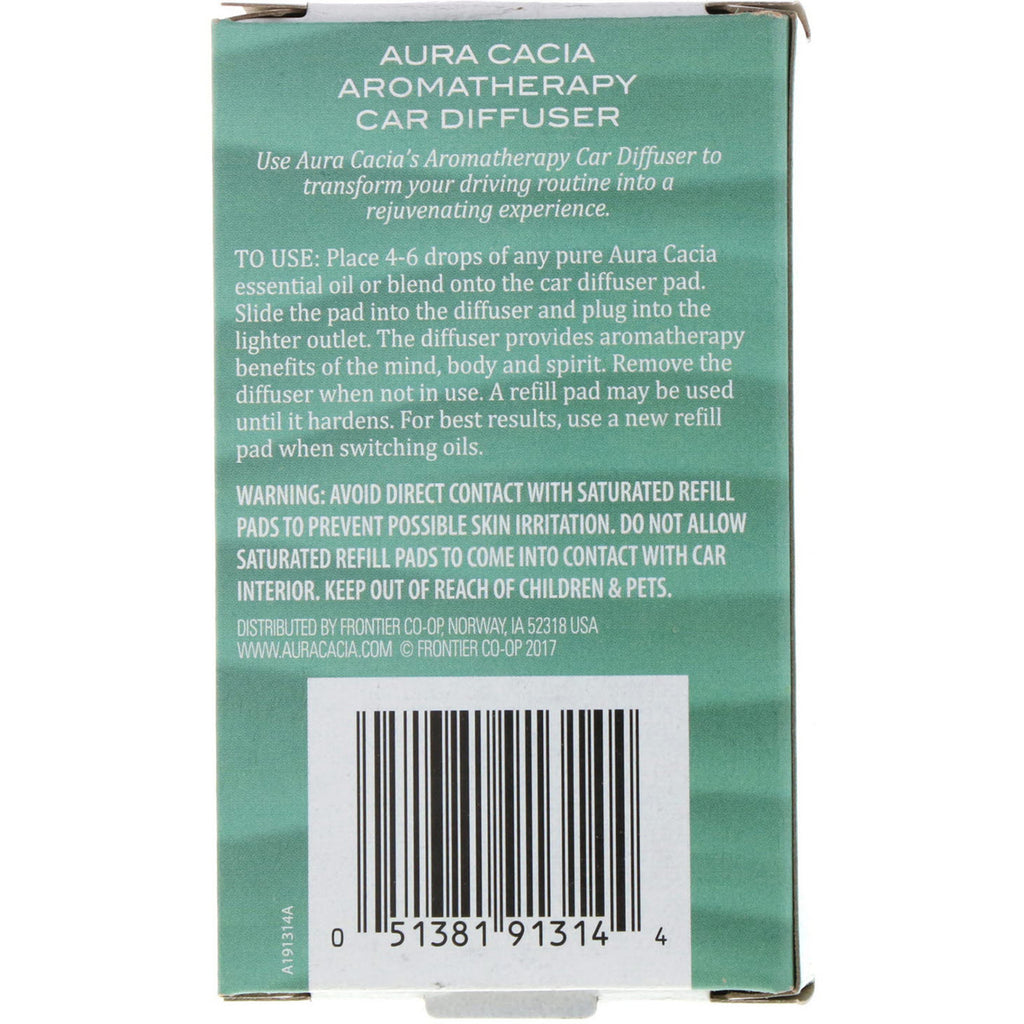 AURA CACIA
AROMATHERAPY
CAR DIFFUSER
Use Aura Cacia's Aromatherapy Car Diffuser to
transform your driving routine into a
rejuvenating experience.
TO USE: Place 4-6 drops of any pure Aura Cacia
essential oil or blend onto the car diffuser pad.
Slide the pad into the diffuser and plug into the
lighter outlet. The diffuser provides aromatherapy
benefits of the mind, body and spirit. Remove the
diffuser when not in use. A refill pad may be used
until it hardens. For best results, use a new refill
pad when switching oils.
WARNING: AVOID DIRECT CONTACT WITH SATURATED REFILL
PADS TO PREVENT POSSIBLE SKIN IRRITATION. DO NOT ALLOW
SATURATED REFILL PADS TO COME INTO CONTACT WITH CAR
INTERIOR. KEEP OUT OF REACH OF CHILDREN & PETS.
DISTRIBUTED BY FRONTIER CO-OP, NORWAY, IA 52318 USA
WWW.AURACACIA.COM © FRONTIER CO-OP 2017
A191314A
0 51381 91314 4